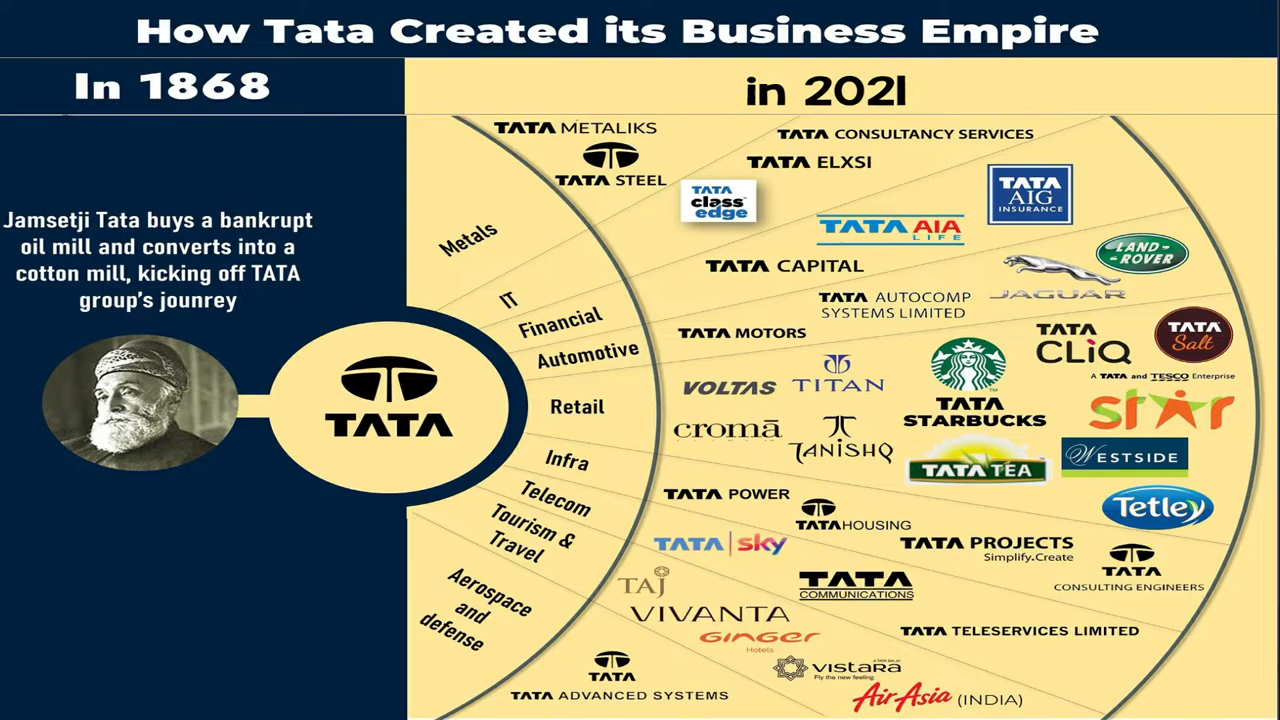 How Tata Created its Business Empire
In 1868
in 2021
Jamsetji Tata buys a bankrupt
oil mill and converts into a
cotton mill, kicking off TATA
group's jounrey
TATA
Metals
IT
Financial
Automotive
Retail
Infra
Telecom
Tourism &
Travel
Aerospace
and
defense
TATA METALIKS
TATA STEEL
TATA CONSULTANCY SERVICES
TATA ELXSI
TATA
class
edge
TATA
AIG
INSURANCE
TATA AIA
LIFE
TATA CAPITAL
LAND-
-ROVER
JAGUAR
TATA AUTOCOMP
SYSTEMS LIMITED
TATA MOTORS
TATA
CLiQ
TATA
Salt
VOLTAS
TITAN
TATA
STARBUCKS
A TATA and TESCO Enterprise
star
cromā
TANISHQ
TATA TEA
WESTSIDE
Tetley
TATA POWER
TATA HOUSING
TATA PROJECTS
Simplify.Create
TATA
CONSULTING ENGINEERS
TATA sky
TATA
COMMUNICATIONS
TATA TELESERVICES LIMITED
TAJ
VIVANTA
GINGER
Hotels
VISTARA
Fly the new feeling
AirAsia (INDIA)
TATA
TATA ADVANCED SYSTEMS